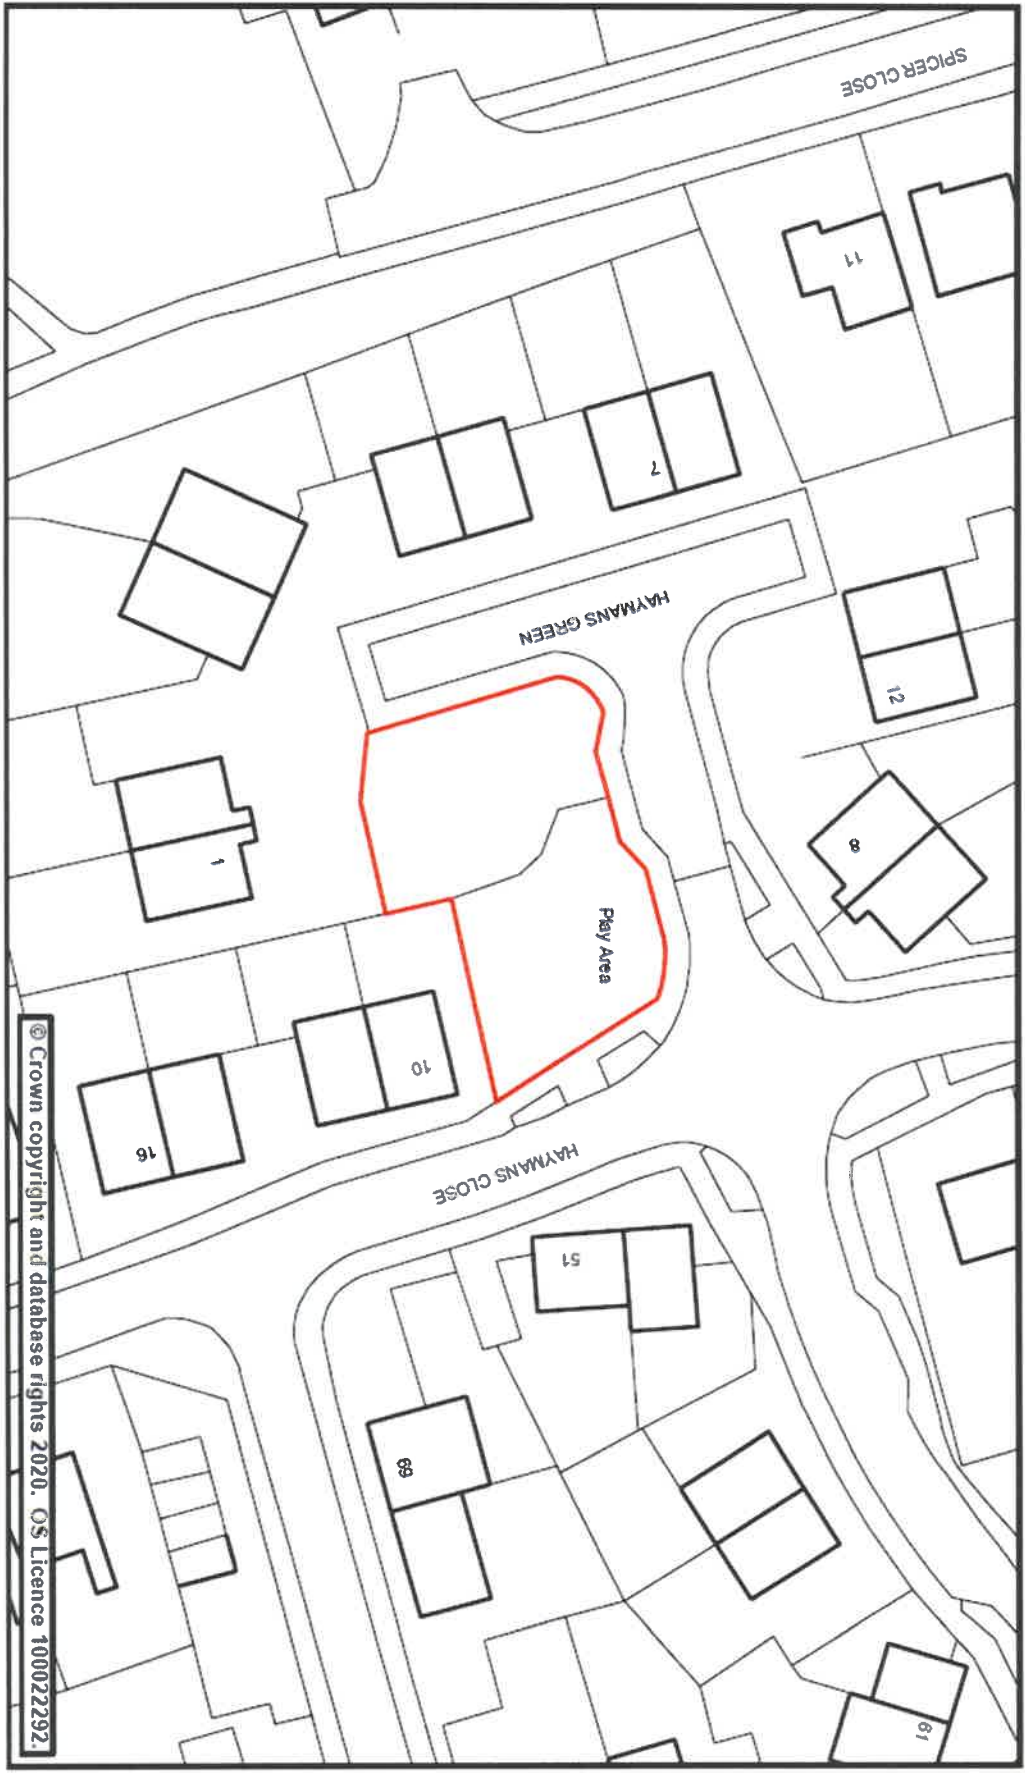 SPICER CLOSE
11
7
HAYMANS GREEN
12
8
1
Play Area
10
16
HAYMANS CLOSE
51
69
61
© Crown copyright and database rights 2020. OS Licence 100022292.